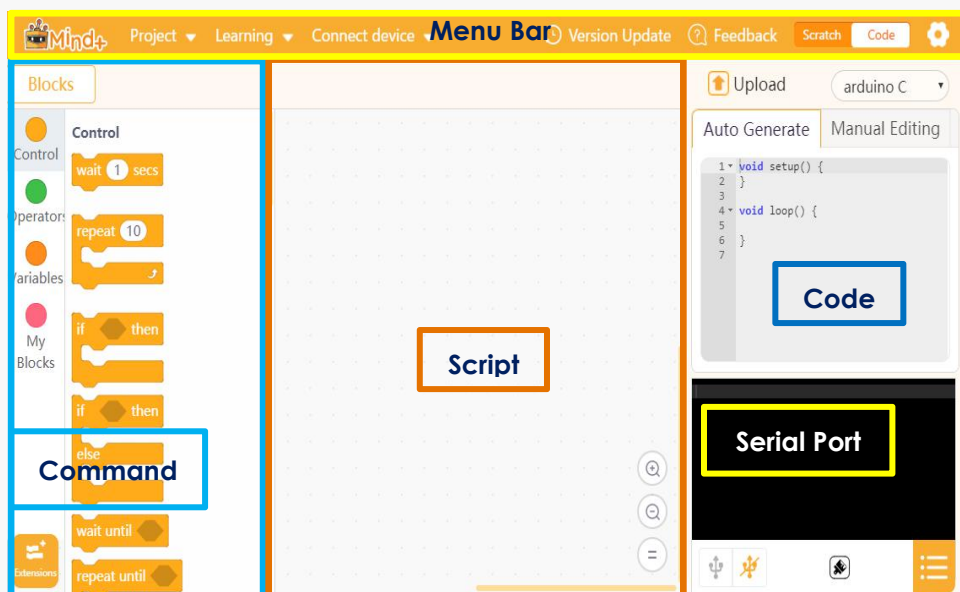 Mind+ Project Learning Connect device Menu Bar Version Update Feedback Scratch Code
Blocks
Control
Operators
Variables
My
Blocks
Extensions
Control
wait 1 secs
repeat 10
if then
if then
else
Command
wait until
repeat until
Script
Upload
arduino C
Auto Generate Manual Editing
1 void setup() {
2 }
3
4 void loop() {
5
6 }
7
Code
Serial Port